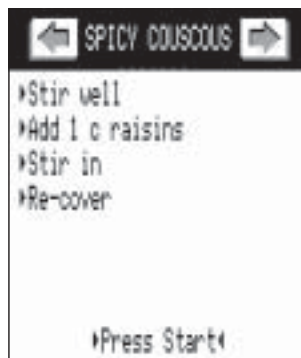 SPICY COUSCOUS
▸Stir well
▸Add 1 c raisins
▸Stir in
▸Re-cover
▸Press Start◂